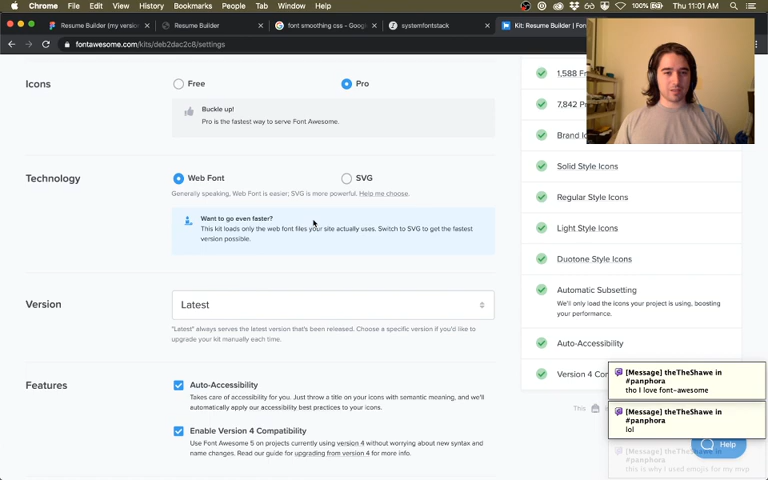 Chrome File Edit View History Bookmarks People Tab Window Help 100% Thu 11:01 AM
Resume Builder (my version
Resume Builder
font smoothing css - Goog
systemfontstack
Kit: Resume Builder | Font
fontawesome.com/kits/deb2dac2c8/settings
Icons
Free
Pro
Buckle up!
Pro is the fastest way to serve Font Awesome.
Technology
Web Font
SVG
Generally speaking, Web Font is easier; SVG is more powerful. Help me choose.
Want to go even faster?
This kit loads only the web font files your site actually uses. Switch to SVG to get the fastest
version possible.
Version
Latest
"Latest" always serves the latest version that's been released. Choose a specific version if you'd like to
upgrade your kit manually each time.
Features
Auto-Accessibility
Takes care of accessibility for you. Just throw a title on your icons with semantic meaning, and we'll
automatically apply our accessibility best practices to your icons.
Enable Version 4 Compatibility
Use Font Awesome 5 on projects currently using version 4 without worrying about new syntax and
name changes. Read our guide for upgrading from version 4 for more info.
1,588 Fr
7,842 Pr
Brand Ic
Solid Style Icons
Regular Style Icons
Light Style Icons
Duotone Style Icons
Automatic Subsetting
We'll only load the icons your project is using, boosting
your performance.
Auto-Accessibility
Version 4 Com
This
[Message] theTheShawe in
#panphora
tho I love font-awesome
[Message] theTheShawe in
#panphora
lol
Help
[Message] theTheShawe in
#panphora
this is why I used emojis for my mvp